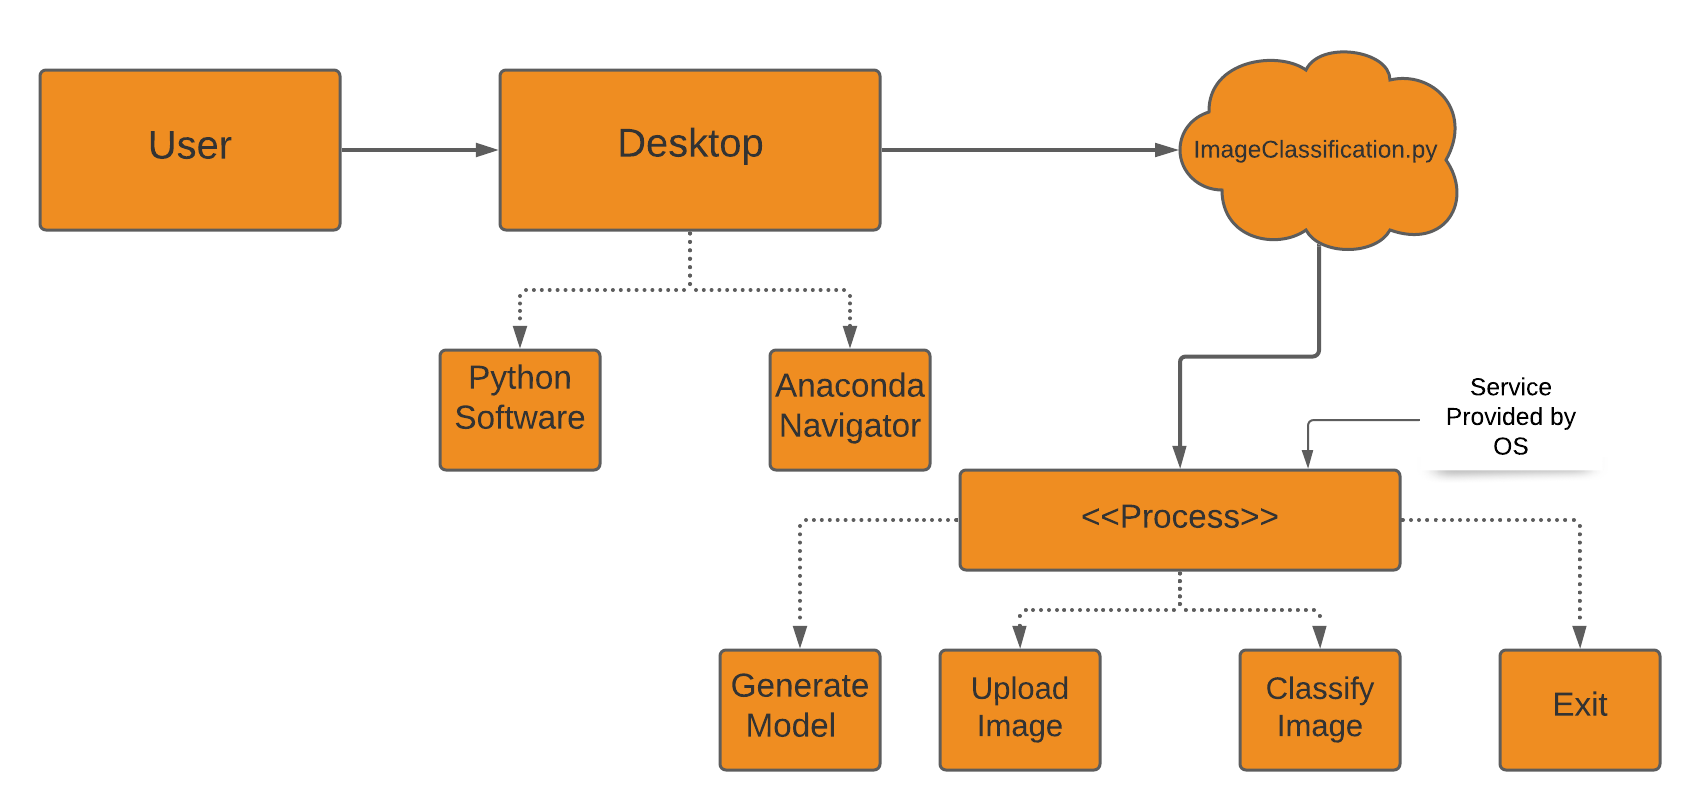 User
Desktop
ImageClassification.py
Python
Software
Anaconda
Navigator
Service
Provided by
OS
<<Process>>
Generate
Model
Upload
Image
Classify
Image
Exit